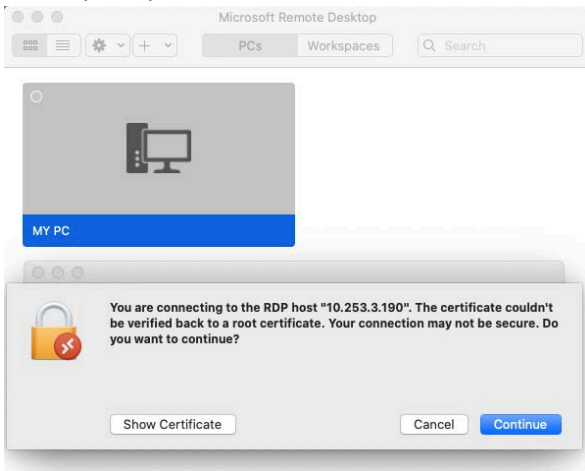 Microsoft Remote Desktop
PCs Workspaces Search
MY PC
You are connecting to the RDP host "10.253.3.190". The certificate couldn't
be verified back to a root certificate. Your connection may not be secure. Do
you want to continue?
Show Certificate Cancel Continue